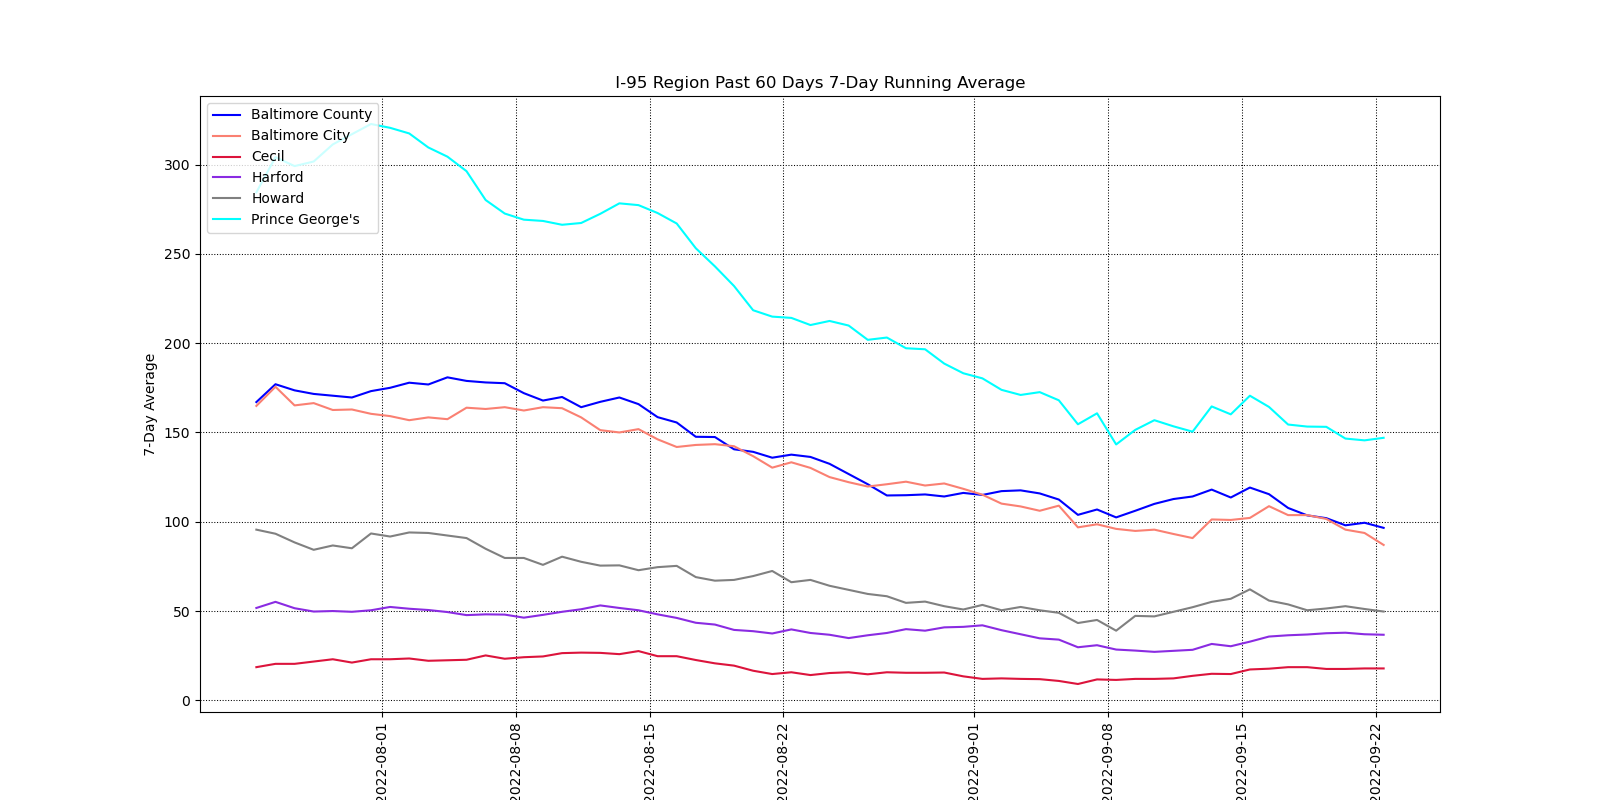 I-95 Region Past 60 Days 7-Day Running Average
Baltimore County
Baltimore City
Cecil
Harford
Howard
Prince George's
7-Day Average
300
250
200
150
100
50
0
2022-08-01
2022-08-08
2022-08-15
2022-08-22
2022-09-01
2022-09-08
2022-09-15
2022-09-22